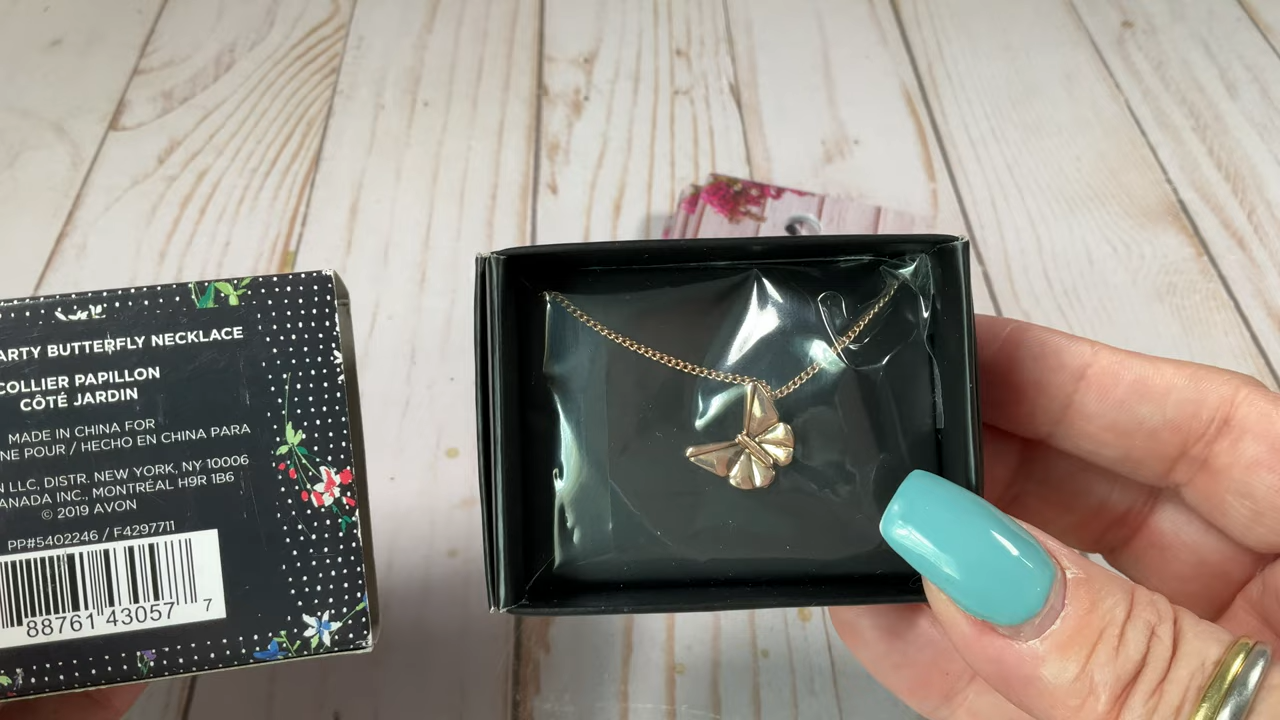 ARTY BUTTERFLY NECKLACE
COLLIER PAPILLON
CÔTÉ JARDIN
MADE IN CHINA FOR
NE POUR / HECHO EN CHINA PARA
N LLC, DISTR. NEW YORK, NY 10006
ANADA INC., MONTRÉAL H9R 1B6
© 2019 AVON
PP#5402246 / F4297711
88761 43057 7